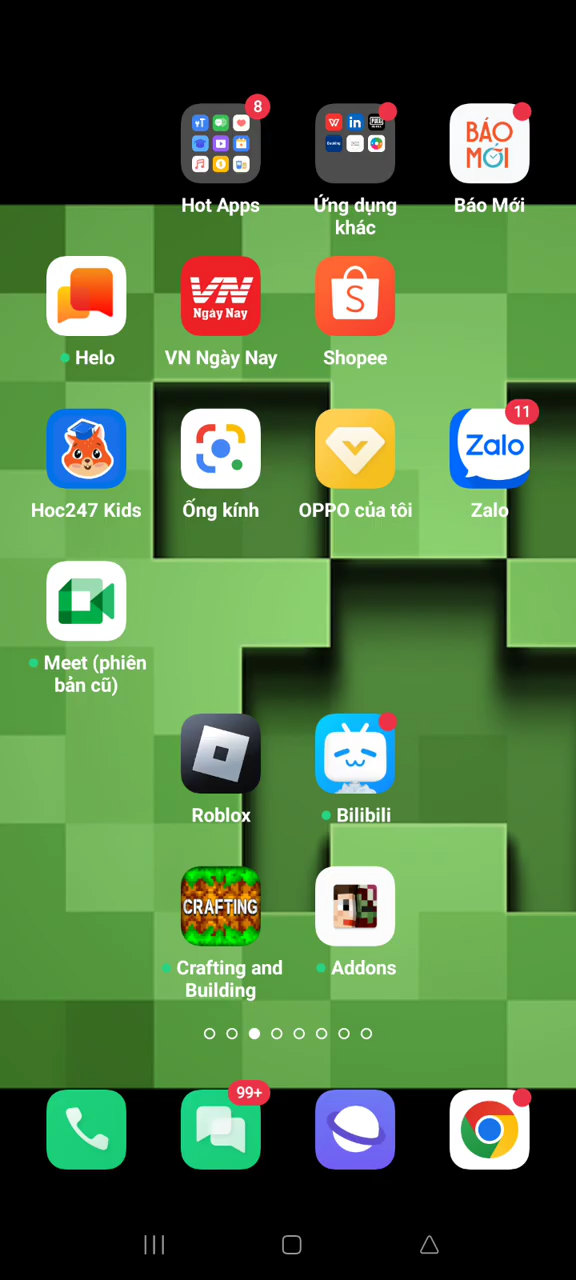 8
Hot Apps
Ứng dụng
khác
BÁO
MỚI
Báo Mới
Helo
VN
Ngày Nay
VN Ngày Nay
S
Shopee
Hoc247 Kids
Ống kính
OPPO của tôi
11
Zalo
Zalo
Meet (phiên
bản cũ)
Roblox
Bilibili
CRAFTING
Crafting and
Building
Addons
99+